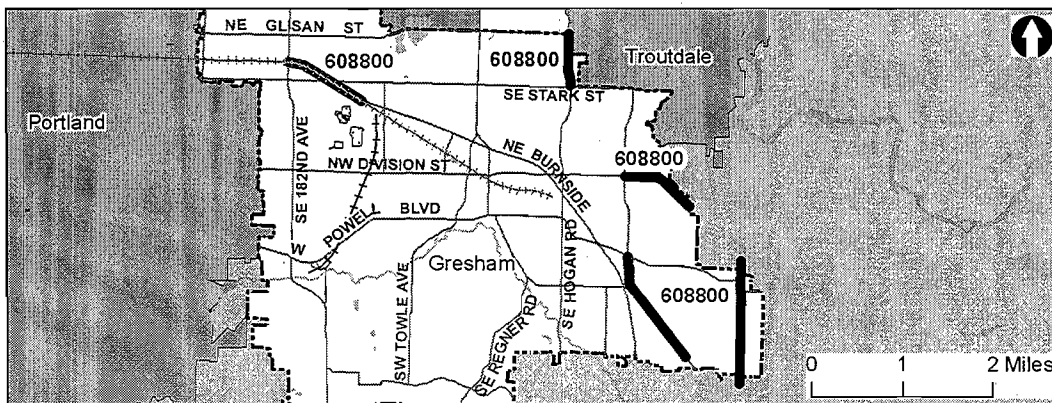 NE GLISAN ST
608800
608800
Troutdale
SE STARK ST
Portland
SE 182ND AVE
NE BURNSIDE
608800
NW DIVISION ST
W POWELL BLVD
Gresham
SW TOWLE AVE
SE REGNER RD
SE HOGAN RD
608800
0 1 2 Miles